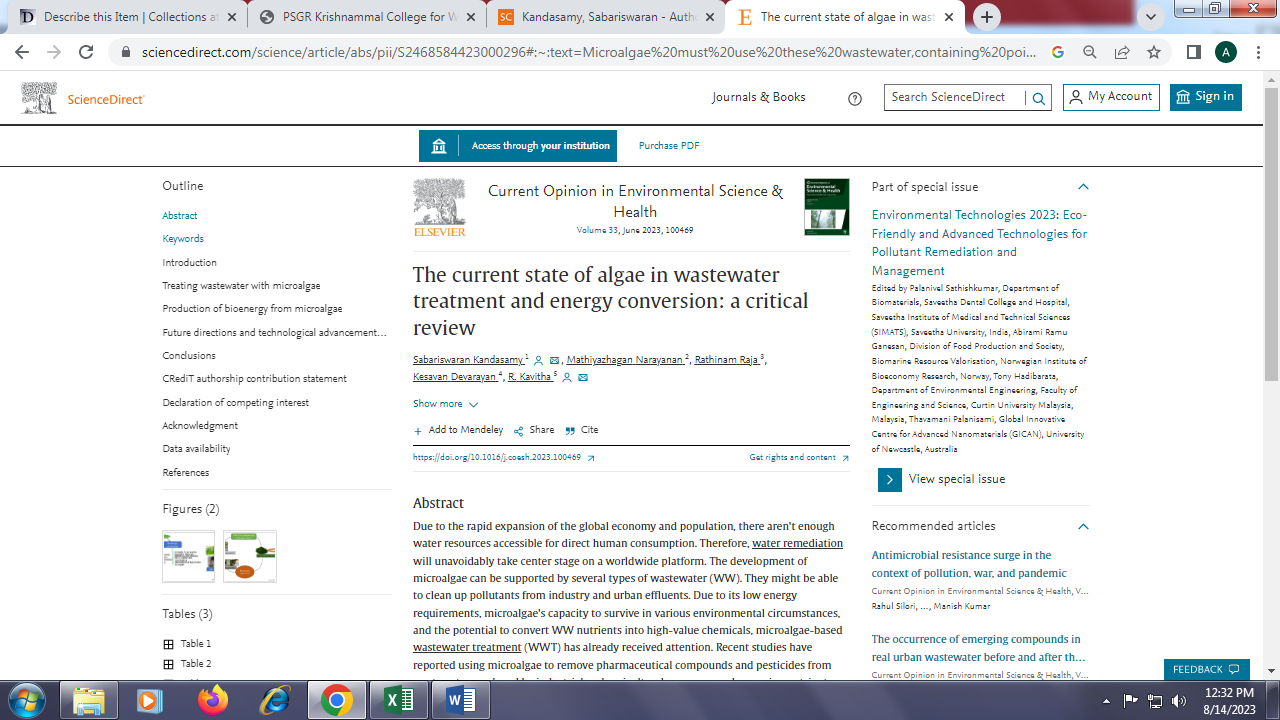 Describe this Item | Collections at
PSGR Krishnammal College for W
SC
Kandasamy, Sabariswaran - Auth
The current state of algae in wast
sciencedirect.com/science/article/abs/pii/S2468584423000296#:~:text=Microalgae%20must%20use%20these%20wastewater,containing%20poi...
A
ScienceDirect
Journals & Books
Search ScienceDirect
My Account
Sign in
Access through your institution
Purchase PDF
Outline
Abstract
Keywords
Introduction
Treating wastewater with microalgae
Production of bioenergy from microalgae
Future directions and technological advancement...
Conclusions
CRediT authorship contribution statement
Declaration of competing interest
Acknowledgment
Data availability
References
Figures (2)
Tables (3)
Table 1
Table 2
ELSEVIER
Current Opinion in Environmental Science &
Health
Volume 33, June 2023, 100469
The current state of algae in wastewater
treatment and energy conversion: a critical
review
Sabariswaran Kandasamy 1 , Mathiyazhagan Narayanan 2, Rathinam Raja 3,
Kesavan Devarayan 4, R. Kavitha 5
Show more
Add to Mendeley Share Cite
https://doi.org/10.1016/j.coesh.2023.100469
Get rights and content
Abstract
Due to the rapid expansion of the global economy and population, there aren't enough
water resources accessible for direct human consumption. Therefore, water remediation
will unavoidably take center stage on a worldwide platform. The development of
microalgae can be supported by several types of wastewater (WW). They might be able
to clean up pollutants from industry and urban effluents. Due to its low energy
requirements, microalgae's capacity to survive in various environmental circumstances,
and the potential to convert WW nutrients into high-value chemicals, microalgae-based
wastewater treatment (WWT) has already received attention. Recent studies have
reported using microalgae to remove pharmaceutical compounds and pesticides from
Part of special issue
Environmental Technologies 2023: Eco-
Friendly and Advanced Technologies for
Pollutant Remediation and
Management
Edited by Palanivel Sathishkumar, Department of
Biomaterials, Saveetha Dental College and Hospital,
Saveetha Institute of Medical and Technical Sciences
(SIMATS), Saveetha University, India, Abirami Ramu
Ganesan, Division of Food Production and Society,
Biomarine Resource Valorisation, Norwegian Institute of
Bioeconomy Research, Norway, Tony Hadibarata,
Department of Environmental Engineering, Faculty of
Engineering and Science, Curtin University Malaysia,
Malaysia, Thavamani Palanisami, Global Innovative
Centre for Advanced Nanomaterials (GICAN), University
of Newcastle, Australia
View special issue
Recommended articles
Antimicrobial resistance surge in the
context of pollution, war, and pandemic
Current Opinion in Environmental Science & Health, V...
Rahul Silori, ..., Manish Kumar
The occurrence of emerging compounds in
real urban wastewater before and after th...
Current Opinion in Environmental Science & Health, V...
FEEDBACK
12:32 PM
8/14/2023